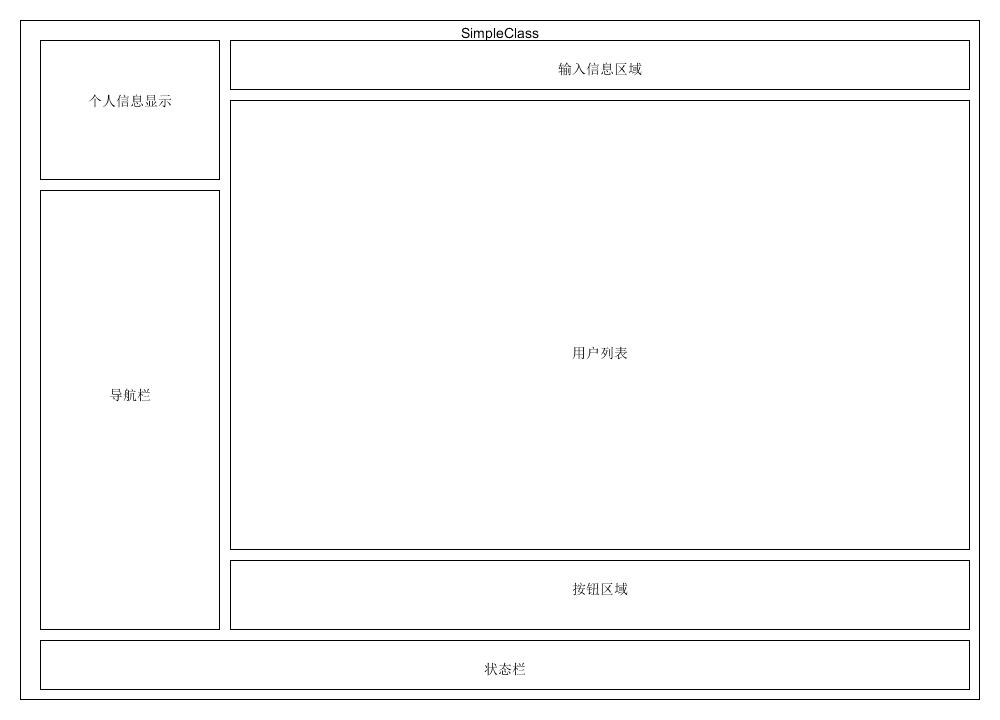 SimpleClass
个人信息显示
输入信息区域
用户列表
导航栏
按钮区域
状态栏